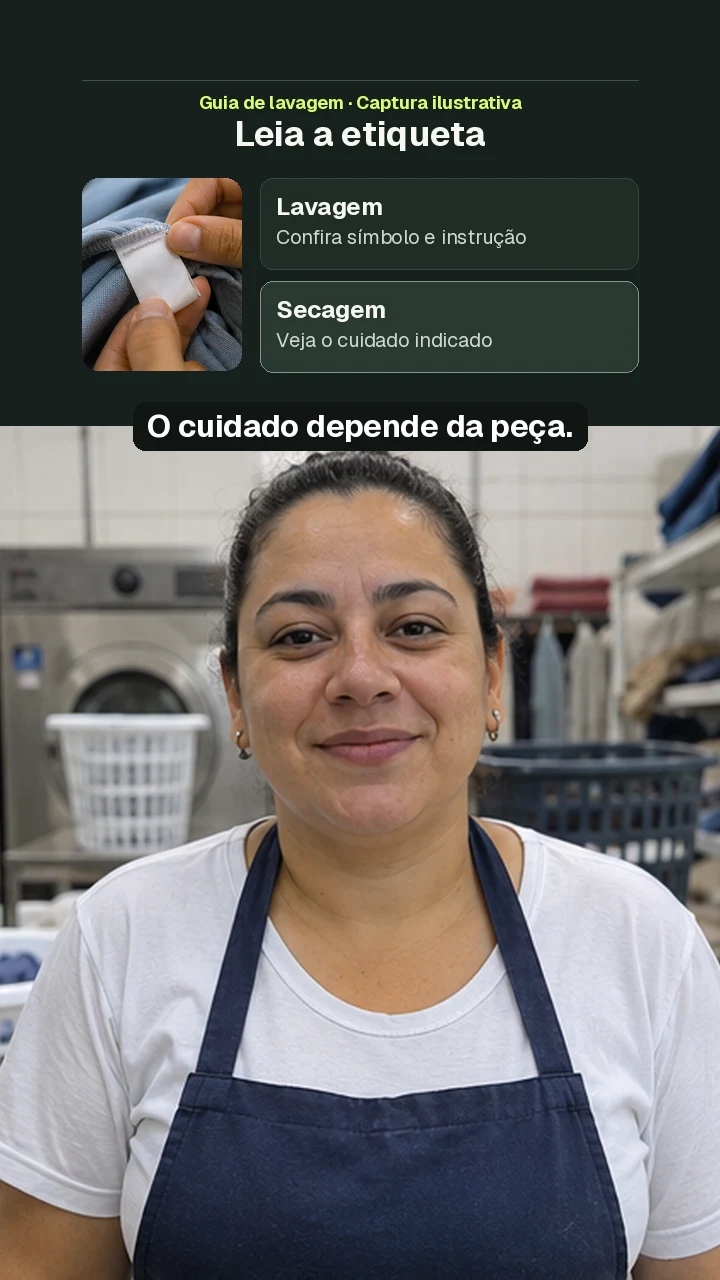 Guia de lavagem · Captura ilustrativa
Leia a etiqueta
Lavagem
Confira símbolo e instrução
Secagem
Veja o cuidado indicado
O cuidado depende da peça.